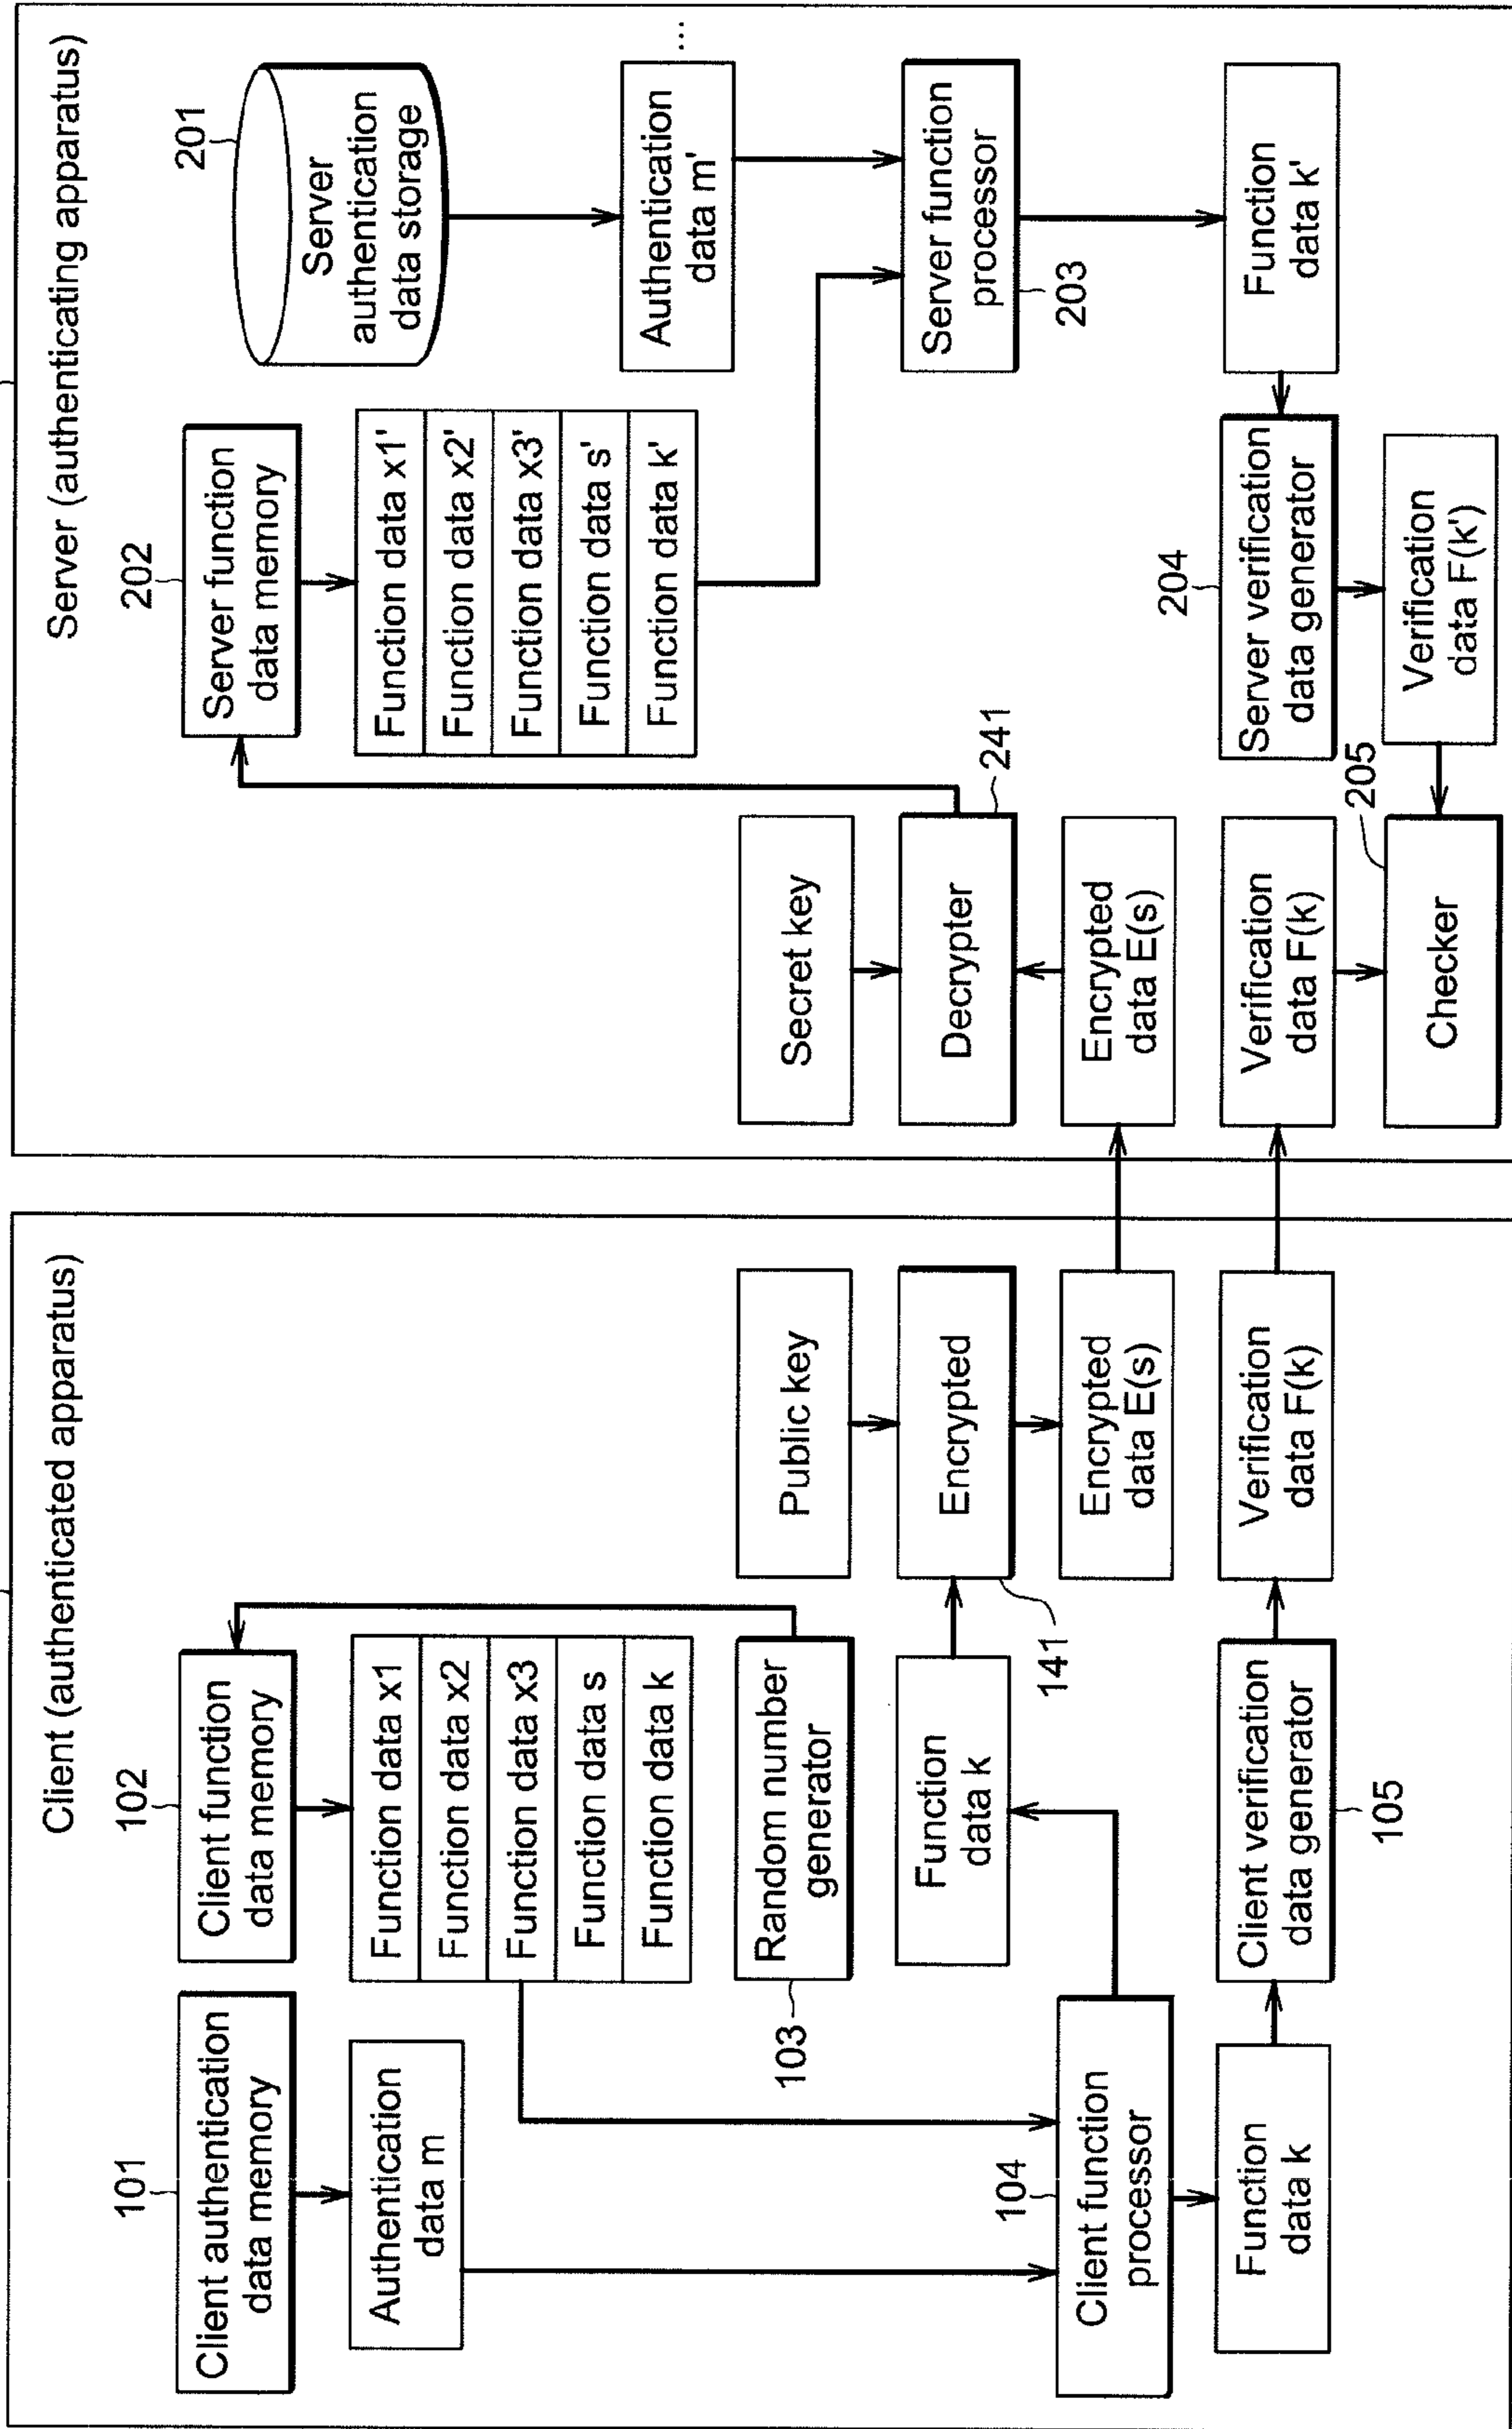 Client (authenticated apparatus)
101
Client authentication
data memory
Authentication
data m
102
Client function
data memory
Function data x1
Function data x2
Function data x3
Function data s
Function data k
Random number
generator
103
104
Client function
processor
Function
data k
Function
data k
Client verification
data generator
105
Public key
Encrypted
141
Encrypted
data E(s)
Verification
data F(k)
Server (authenticating apparatus)
202
Server function
data memory
Function data x1'
Function data x2'
Function data x3'
Function data s'
Function data k'
201
Server
authentication
data storage
Authentication
data m'
...
Server function
processor
203
Function
data k'
Secret key
Decrypter
241
Encrypted
data E(s)
Verification
data F(k)
204
Server verification
data generator
Verification
data F(k')
205
Checker